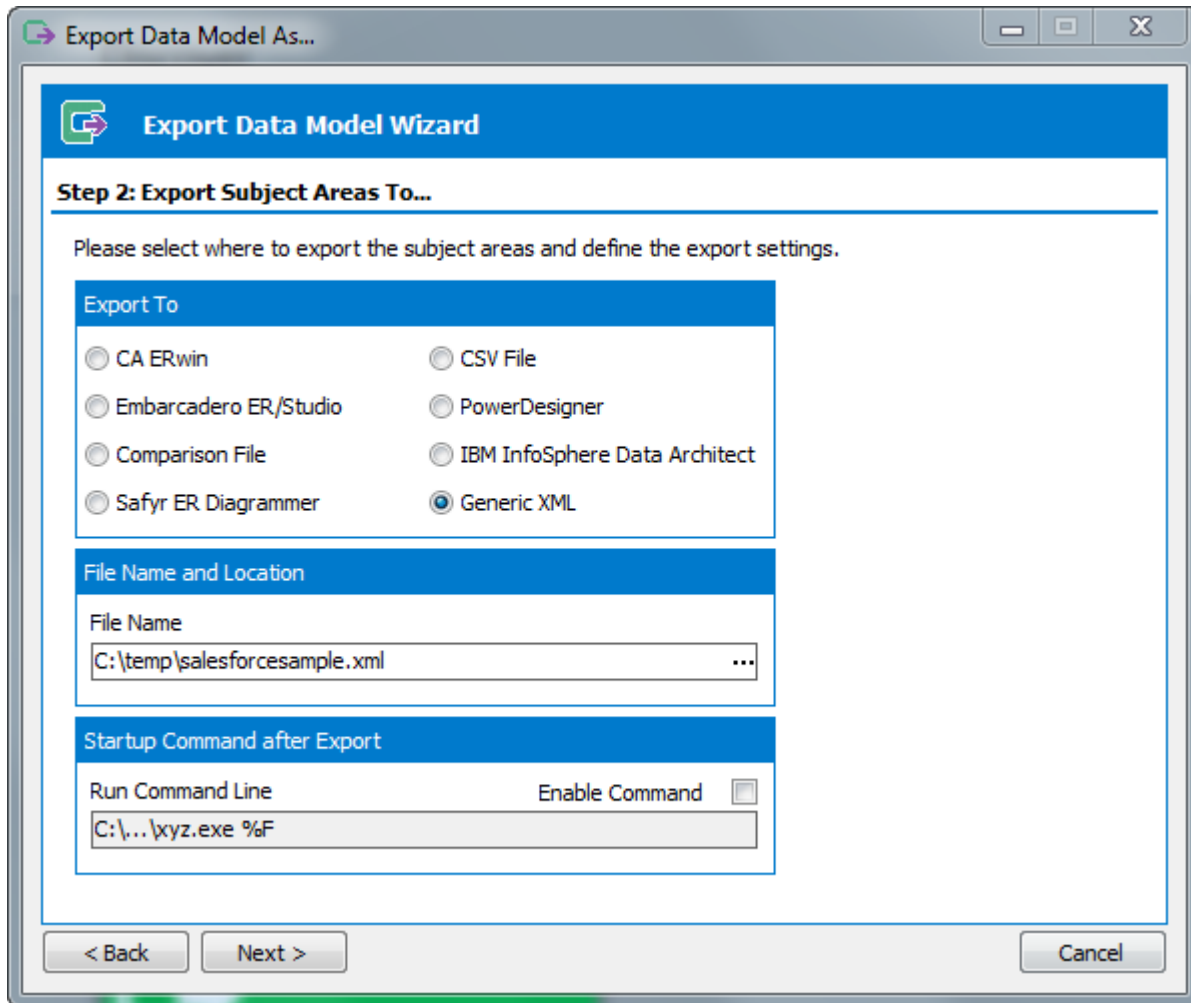 Export Data Model As...
Export Data Model Wizard
Step 2: Export Subject Areas To...
Please select where to export the subject areas and define the export settings.
Export To
CA ERwin
CSV File
Embarcadero ER/Studio
PowerDesigner
Comparison File
IBM InfoSphere Data Architect
Safyr ER Diagrammer
Generic XML
File Name and Location
File Name
C:\temp\salesforcesample.xml ...
Startup Command after Export
Run Command Line Enable Command
C:\...\xyz.exe %F
< Back Next > Cancel